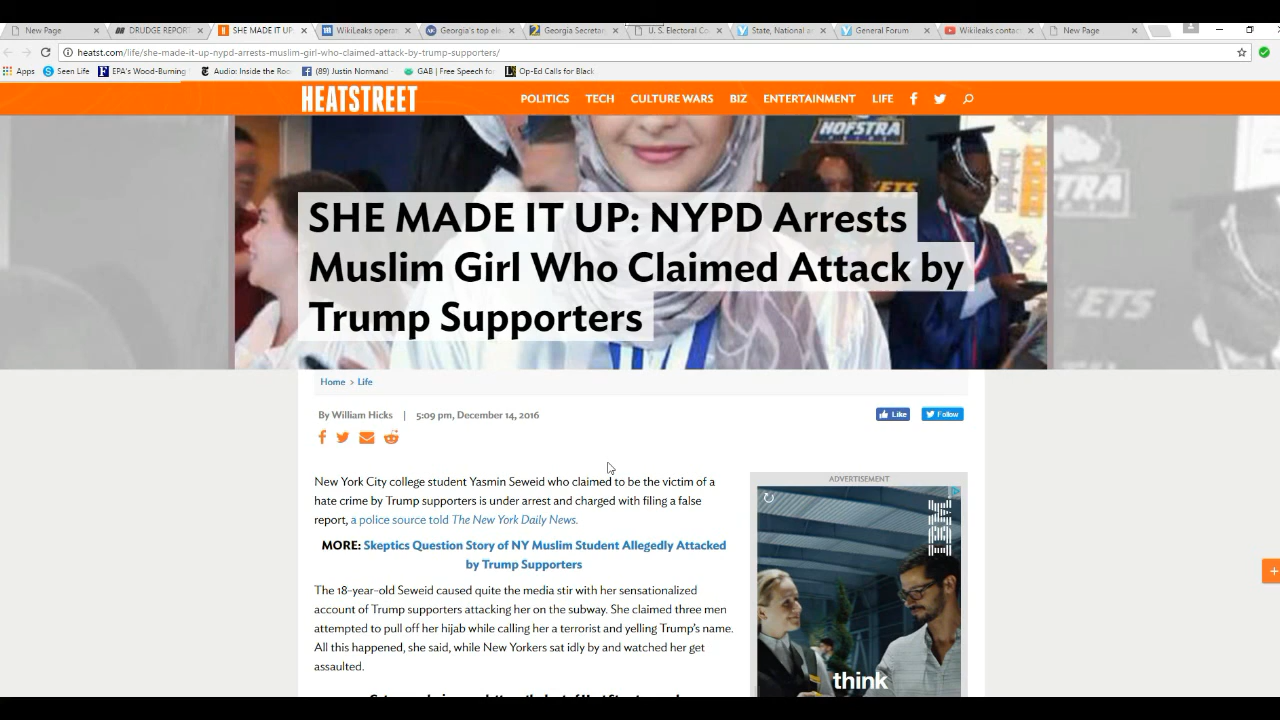 New Page
DRUDGE REPORT
SHE MADE IT UP:
WikiLeaks opera
Georgia's top ele
Georgia Secretar
U. S. Electoral Co
State, National a
General Forum
Wikileaks contac
New Page
heatst.com/life/she-made-it-up-nypd-arrests-muslim-girl-who-claimed-attack-by-trump-supporters/
Apps
Seen Life
EPA's Wood-Burning
Audio: Inside the Roo
(89) Justin Normand
GAB | Free Speech fo
Op-Ed Calls for Black
HEATSTREET
POLITICS TECH CULTURE WARS BIZ ENTERTAINMENT LIFE
HOFSTRA
PRIDE
ETS
TRA
ETS
SHE MADE IT UP: NYPD Arrests
Muslim Girl Who Claimed Attack by
Trump Supporters
Home > Life
By William Hicks | 5:09 pm, December 14, 2016
Like
Follow
New York City college student Yasmin Seweid who claimed to be the victim of a
hate crime by Trump supporters is under arrest and charged with filing a false
report, a police source told The New York Daily News.
MORE: Skeptics Question Story of NY Muslim Student Allegedly Attacked
by Trump Supporters
The 18-year-old Seweid caused quite the media stir with her sensationalized
account of Trump supporters attacking her on the subway. She claimed three men
attempted to pull off her hijab while calling her a terrorist and yelling Trump's name.
All this happened, she said, while New Yorkers sat idly by and watched her get
assaulted.
ADVERTISEMENT
IBM
think